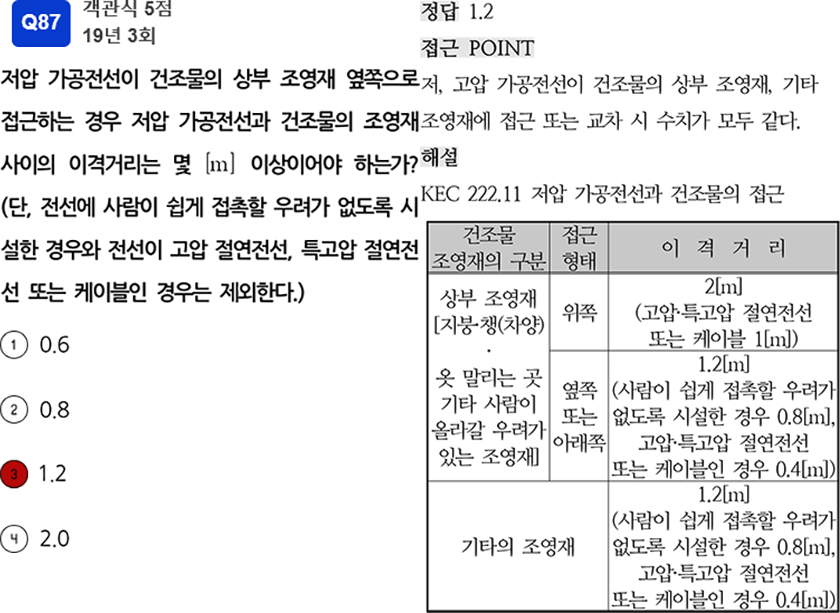 Q87
객관식 5점
19년 3회
저압 가공전선이 건조물의 상부 조영재 옆쪽으로
접근하는 경우 저압 가공전선과 건조물의 조영재
사이의 이격거리는 몇 [m] 이상이어야 하는가?
(단, 전선에 사람이 쉽게 접촉할 우려가 없도록 시
설한 경우와 전선이 고압 절연전선, 특고압 절연전
선 또는 케이블인 경우는 제외한다.)
1 0.6
2 0.8
3 1.2
4 2.0
정답 1.2
접근 POINT
저, 고압 가공전선이 건조물의 상부 조영재, 기타
조영재에 접근 또는 교차 시 수치가 모두 같다.
해설
KEC 222.11 저압 가공전선과 건조물의 접근
건조물
조영재의 구분
접근
형태
이 격 거 리
상부 조영재
[지붕·챙(차양)
·
옷 말리는 곳
기타 사람이
올라갈 우려가
있는 조영재]
위쪽
2[m]
(고압·특고압 절연전선
또는 케이블 1[m])
옆쪽
또는
아래쪽
1.2[m]
(사람이 쉽게 접촉할 우려가
없도록 시설한 경우 0.8[m],
고압·특고압 절연전선
또는 케이블인 경우 0.4[m])
기타의 조영재
1.2[m]
(사람이 쉽게 접촉할 우려가
없도록 시설한 경우 0.8[m],
고압·특고압 절연전선
또는 케이블인 경우 0.4[m])